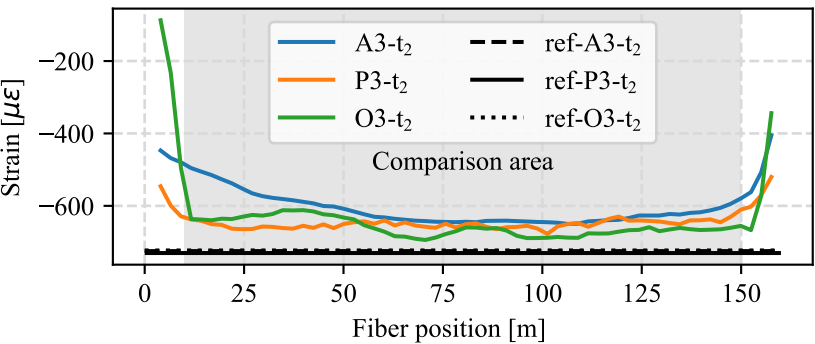 A3-t₂ ref-A3-t₂
P3-t₂ ref-P3-t₂
O3-t₂ ref-O3-t₂
Comparison area
Strain [με]
−200
−400
−600
0 25 50 75 100 125 150
Fiber position [m]